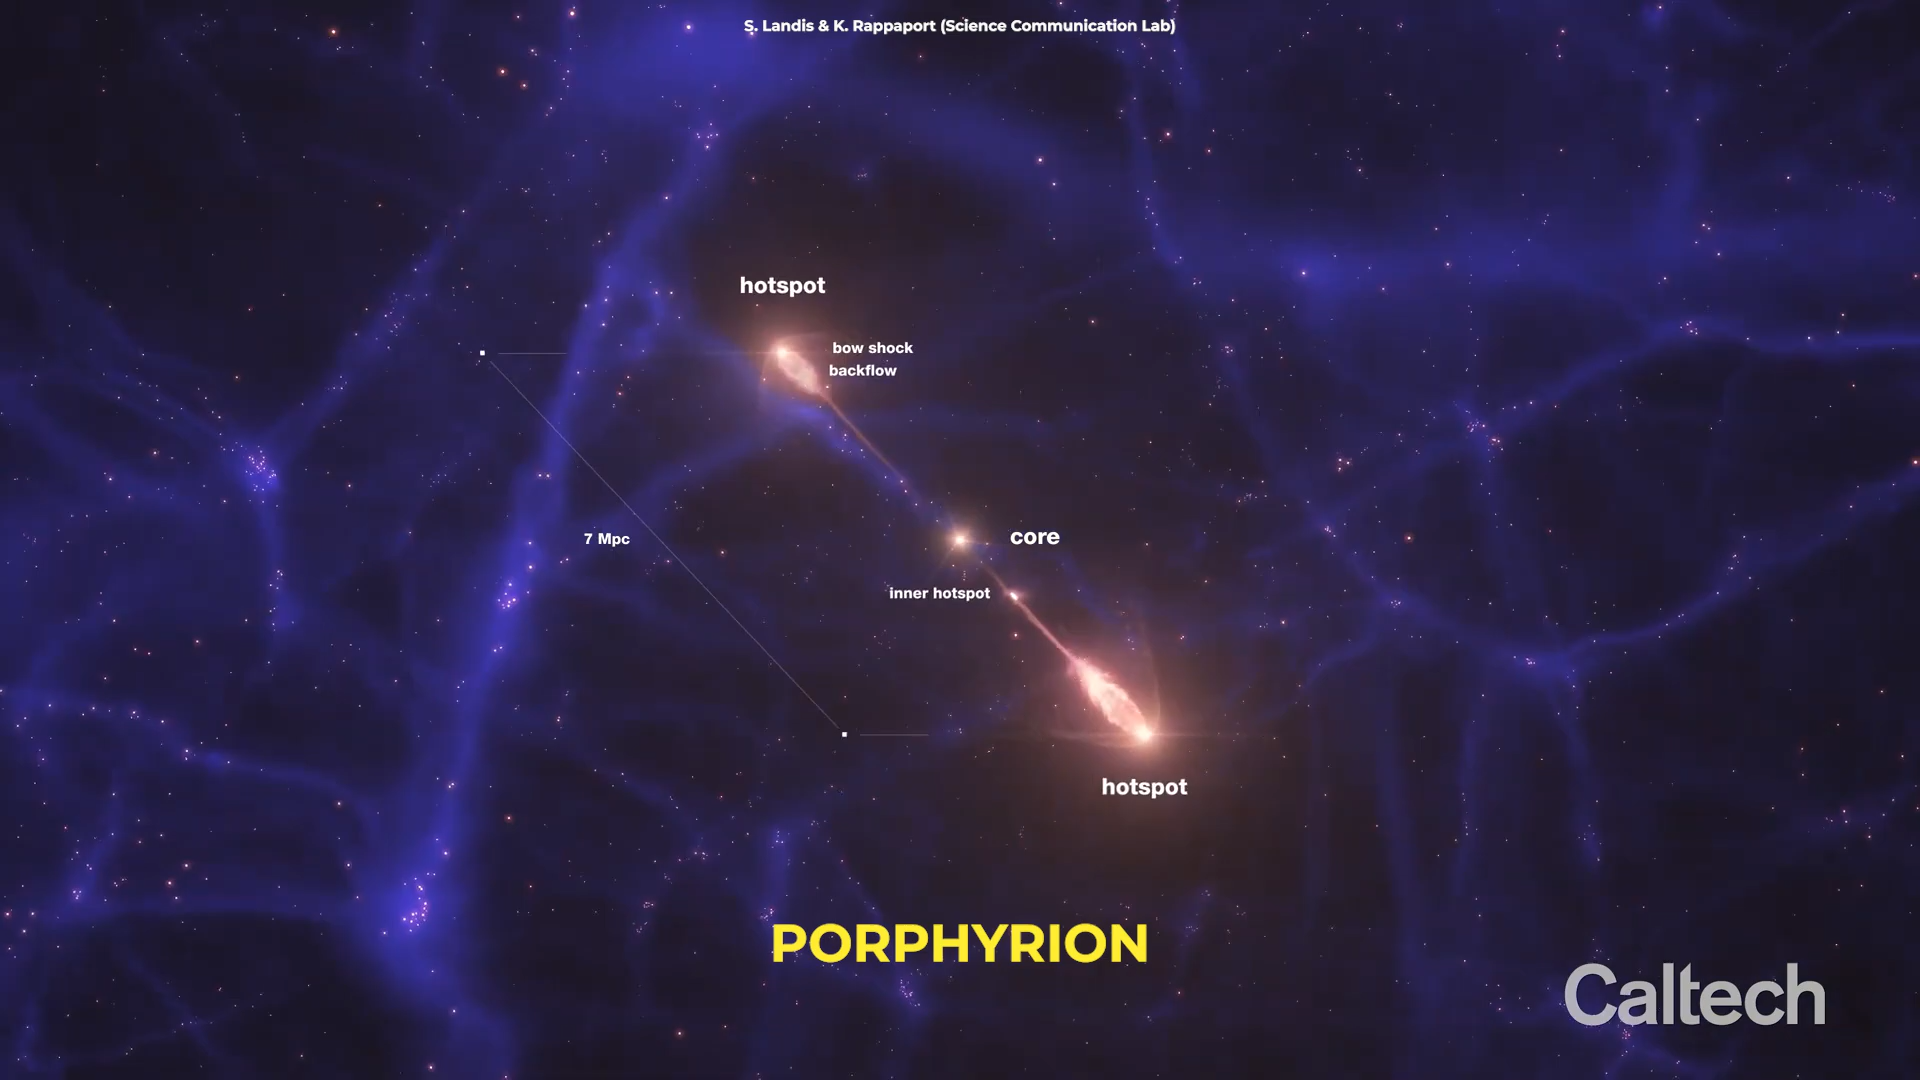 S. Landis & K. Rappaport (Science Communication Lab)
hotspot
bow shock
backflow
7 Mpc
core
inner hotspot
hotspot
PORPHYRION
Caltech